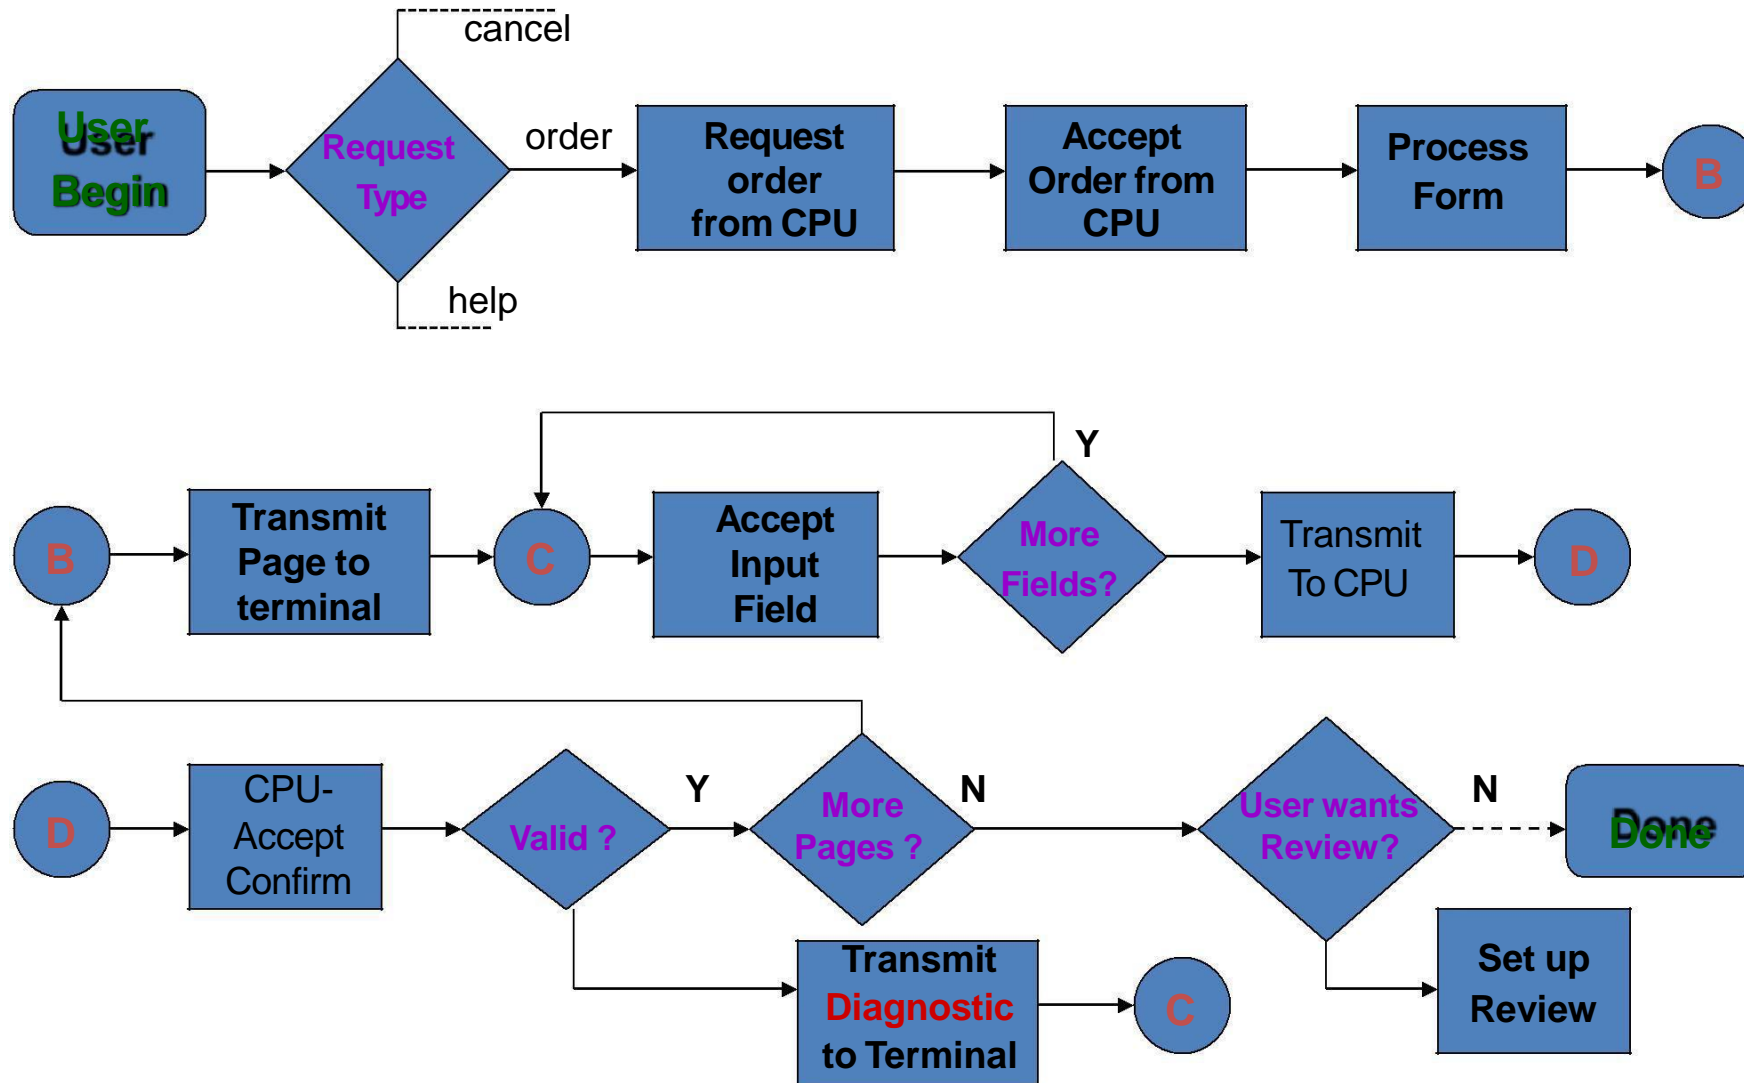 cancel
User
Begin
Request
Type
order
help
Request
order
from CPU
Accept
Order from
CPU
Process
Form
B
Y
B
Transmit
Page to
terminal
C
Accept
Input
Field
More
Fields?
Transmit
To CPU
D
D
CPU-
Accept
Confirm
Valid ?
Y
More
Pages ?
N
User wants
Review?
N
Done
Transmit
Diagnostic
to Terminal
C
Set up
Review